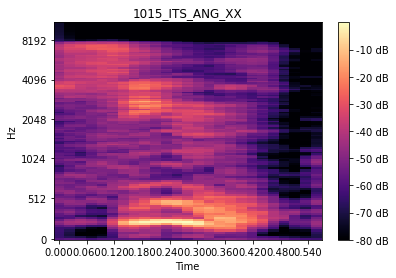 1015_ITS_ANG_XX
8192
4096
2048
1024
512
0
Hz
0.0000.0600.1200.1800.2400.3000.3600.4200.4800.540
Time
-10 dB
-20 dB
-30 dB
-40 dB
-50 dB
-60 dB
-70 dB
-80 dB